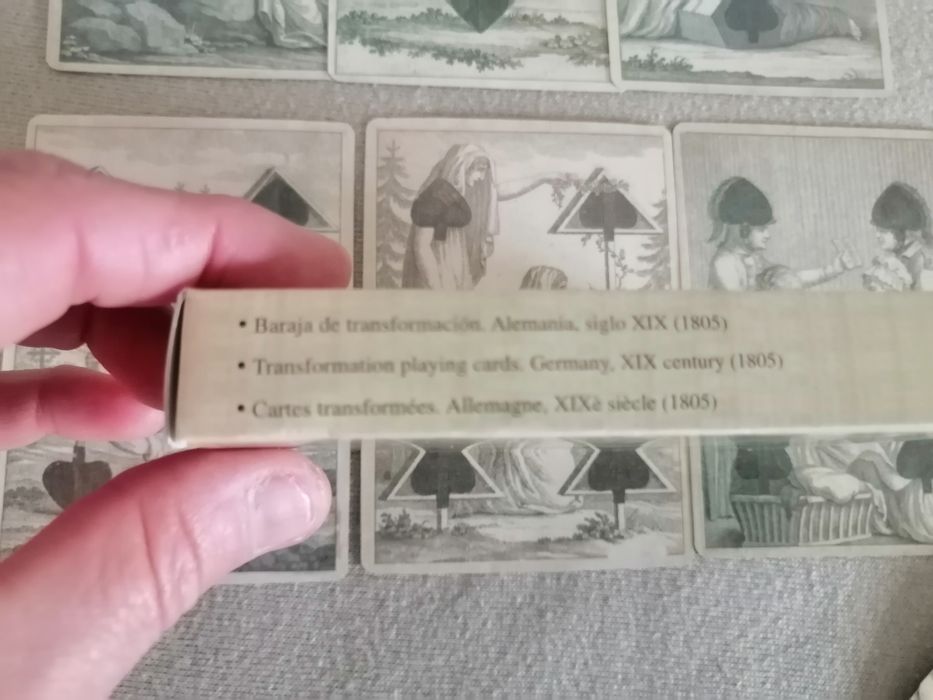 • Baraja de transformación. Alemania, siglo XIX (1805)
• Transformation playing cards. Germany, XIX century (1805)
• Cartes transformées. Allemagne, XIXè siècle (1805)